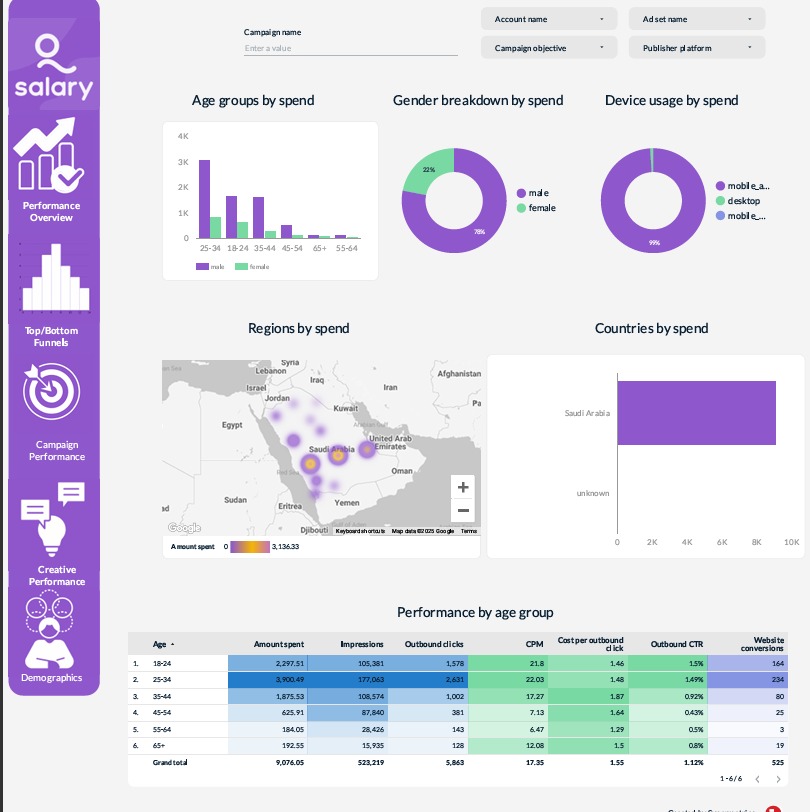 salary
Performance
Overview
Top/Bottom
Funnels
Campaign
Performance
Creative
Performance
Demographics
Campaign name
Enter a value
Account name
Ad set name
Campaign objective
Publisher platform
Age groups by spend
4K
3K
2K
1K
0
25-34 18-24 35-44 45-54 65+ 55-64
male female
Gender breakdown by spend
22%
78%
male
female
Device usage by spend
99%
mobile_a...
desktop
mobile_...
Regions by spend
Syria
Lebanon
Afghanistan
Iraq
Israel
Iran
Jordan
Pa
Kuwait
Egypt
United Arab
Emirates
Saudi Arabia
Red Sea
Oman
Sudan
Yemen
Eritrea
ad
Google
Djibouti
Gulf of Aden
Keyboard shortcuts Map data ©2025 Google Terms
Amount spent 0 3,136.33
Countries by spend
Saudi Arabia
unknown
0 2K 4K 6K 8K 10K
Performance by age group
Age Amount spent Impressions Outbound clicks CPM Cost per outbound click Outbound CTR Website conversions
1. 18-24 2,297.51 105,381 1,578 21.8 1.46 1.5% 164
2. 25-34 3,900.49 177,063 2,631 22.03 1.48 1.49% 234
3. 35-44 1,875.53 108,574 1,002 17.27 1.87 0.92% 80
4. 45-54 625.91 87,840 381 7.13 1.64 0.43% 25
5. 55-64 184.05 28,426 143 6.47 1.29 0.5% 3
6. 65+ 192.55 15,935 128 12.08 1.5 0.8% 19
Grand total 9,076.05 523,219 5,863 17.35 1.55 1.12% 525
1 - 6 / 6